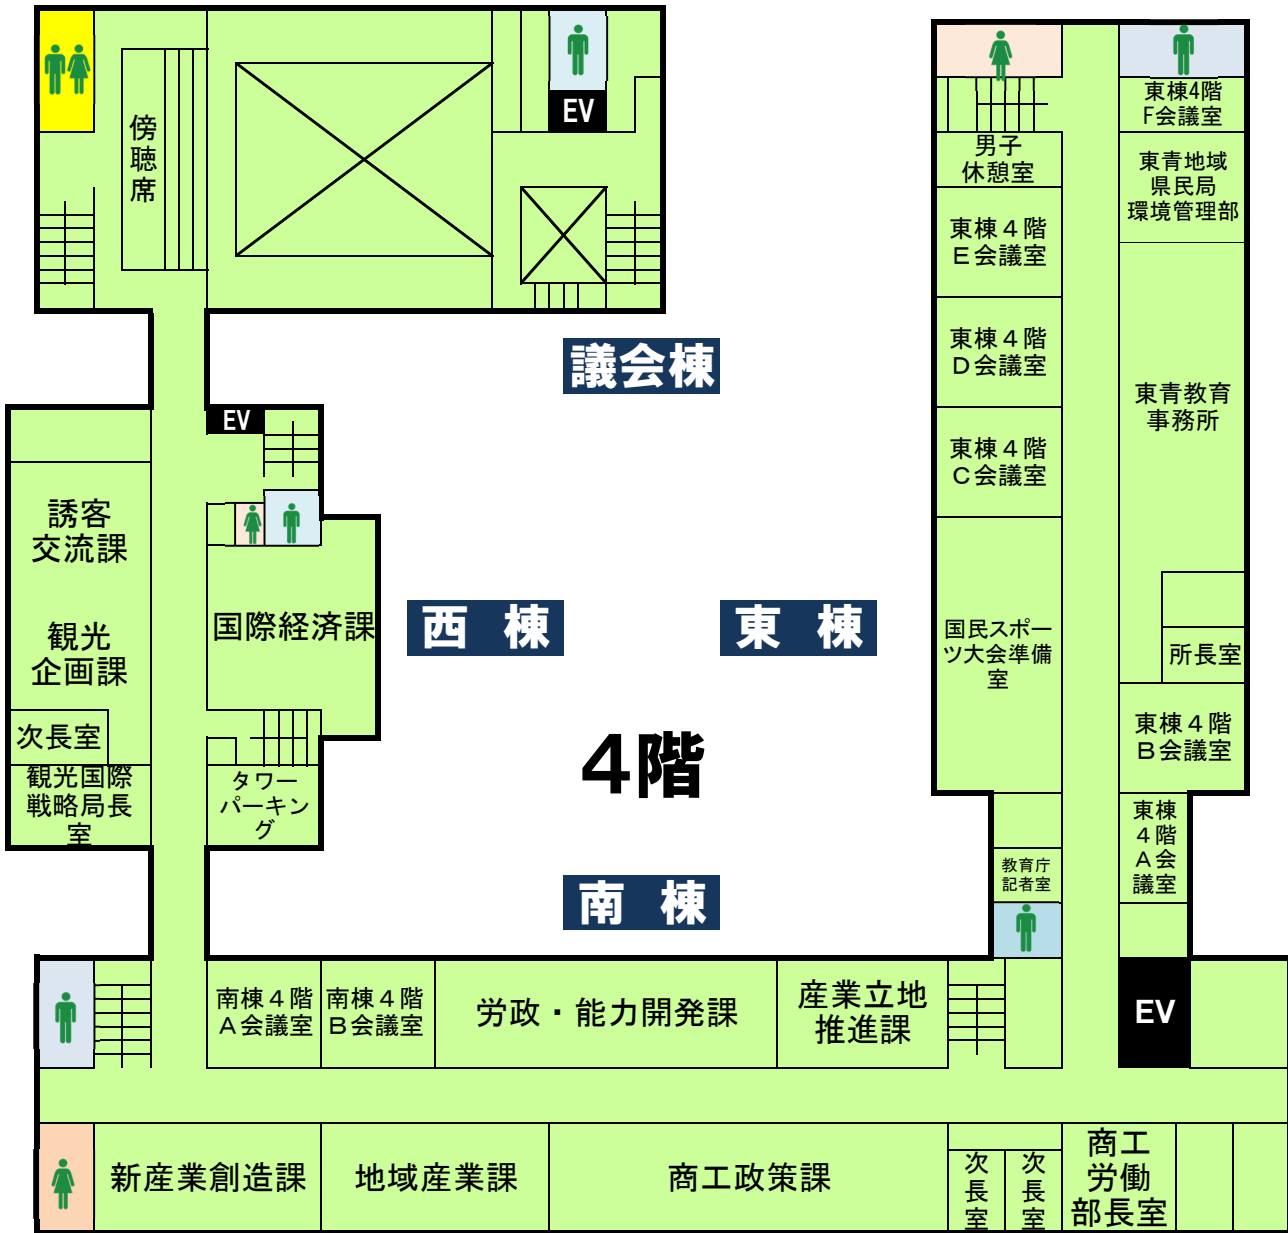 傍聴席
EV
議会棟
EV
誘客
交流課
観光
企画課
次長室
観光国際
戦略局長
室
国際経済課
タワー
パーキン
グ
西 棟
東 棟
4階
南 棟
東棟4階
F会議室
男子
休憩室
東青地域
県民局
環境管理部
東棟４階
Ｅ会議室
東棟４階
Ｄ会議室
東棟４階
Ｃ会議室
東青教育
事務所
国民スポー
ツ大会準備
室
所長室
東棟４階
Ｂ会議室
東棟
４階
Ａ会
議室
教育庁
記者室
南棟４階
Ａ会議室
南棟４階
Ｂ会議室
労政・能力開発課
産業立地
推進課
EV
新産業創造課
地域産業課
商工政策課
次長室
次長室
商工
労働
部長室